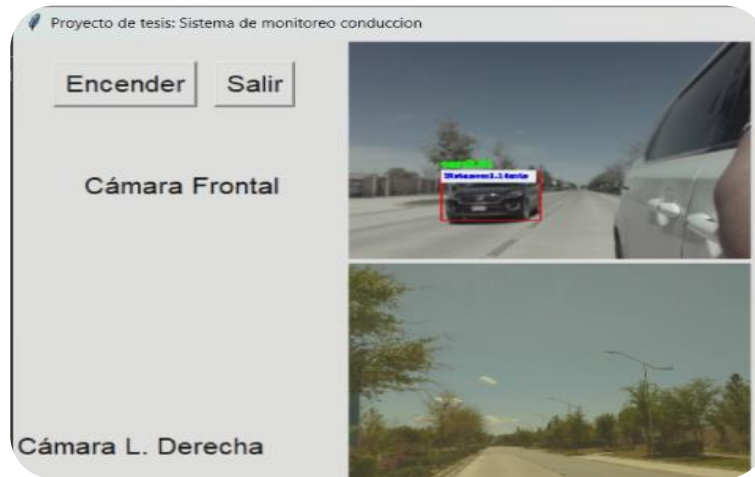 Proyecto de tesis: Sistema de monitoreo conduccion
Encender Salir
Cámara Frontal
Cámara L. Derecha